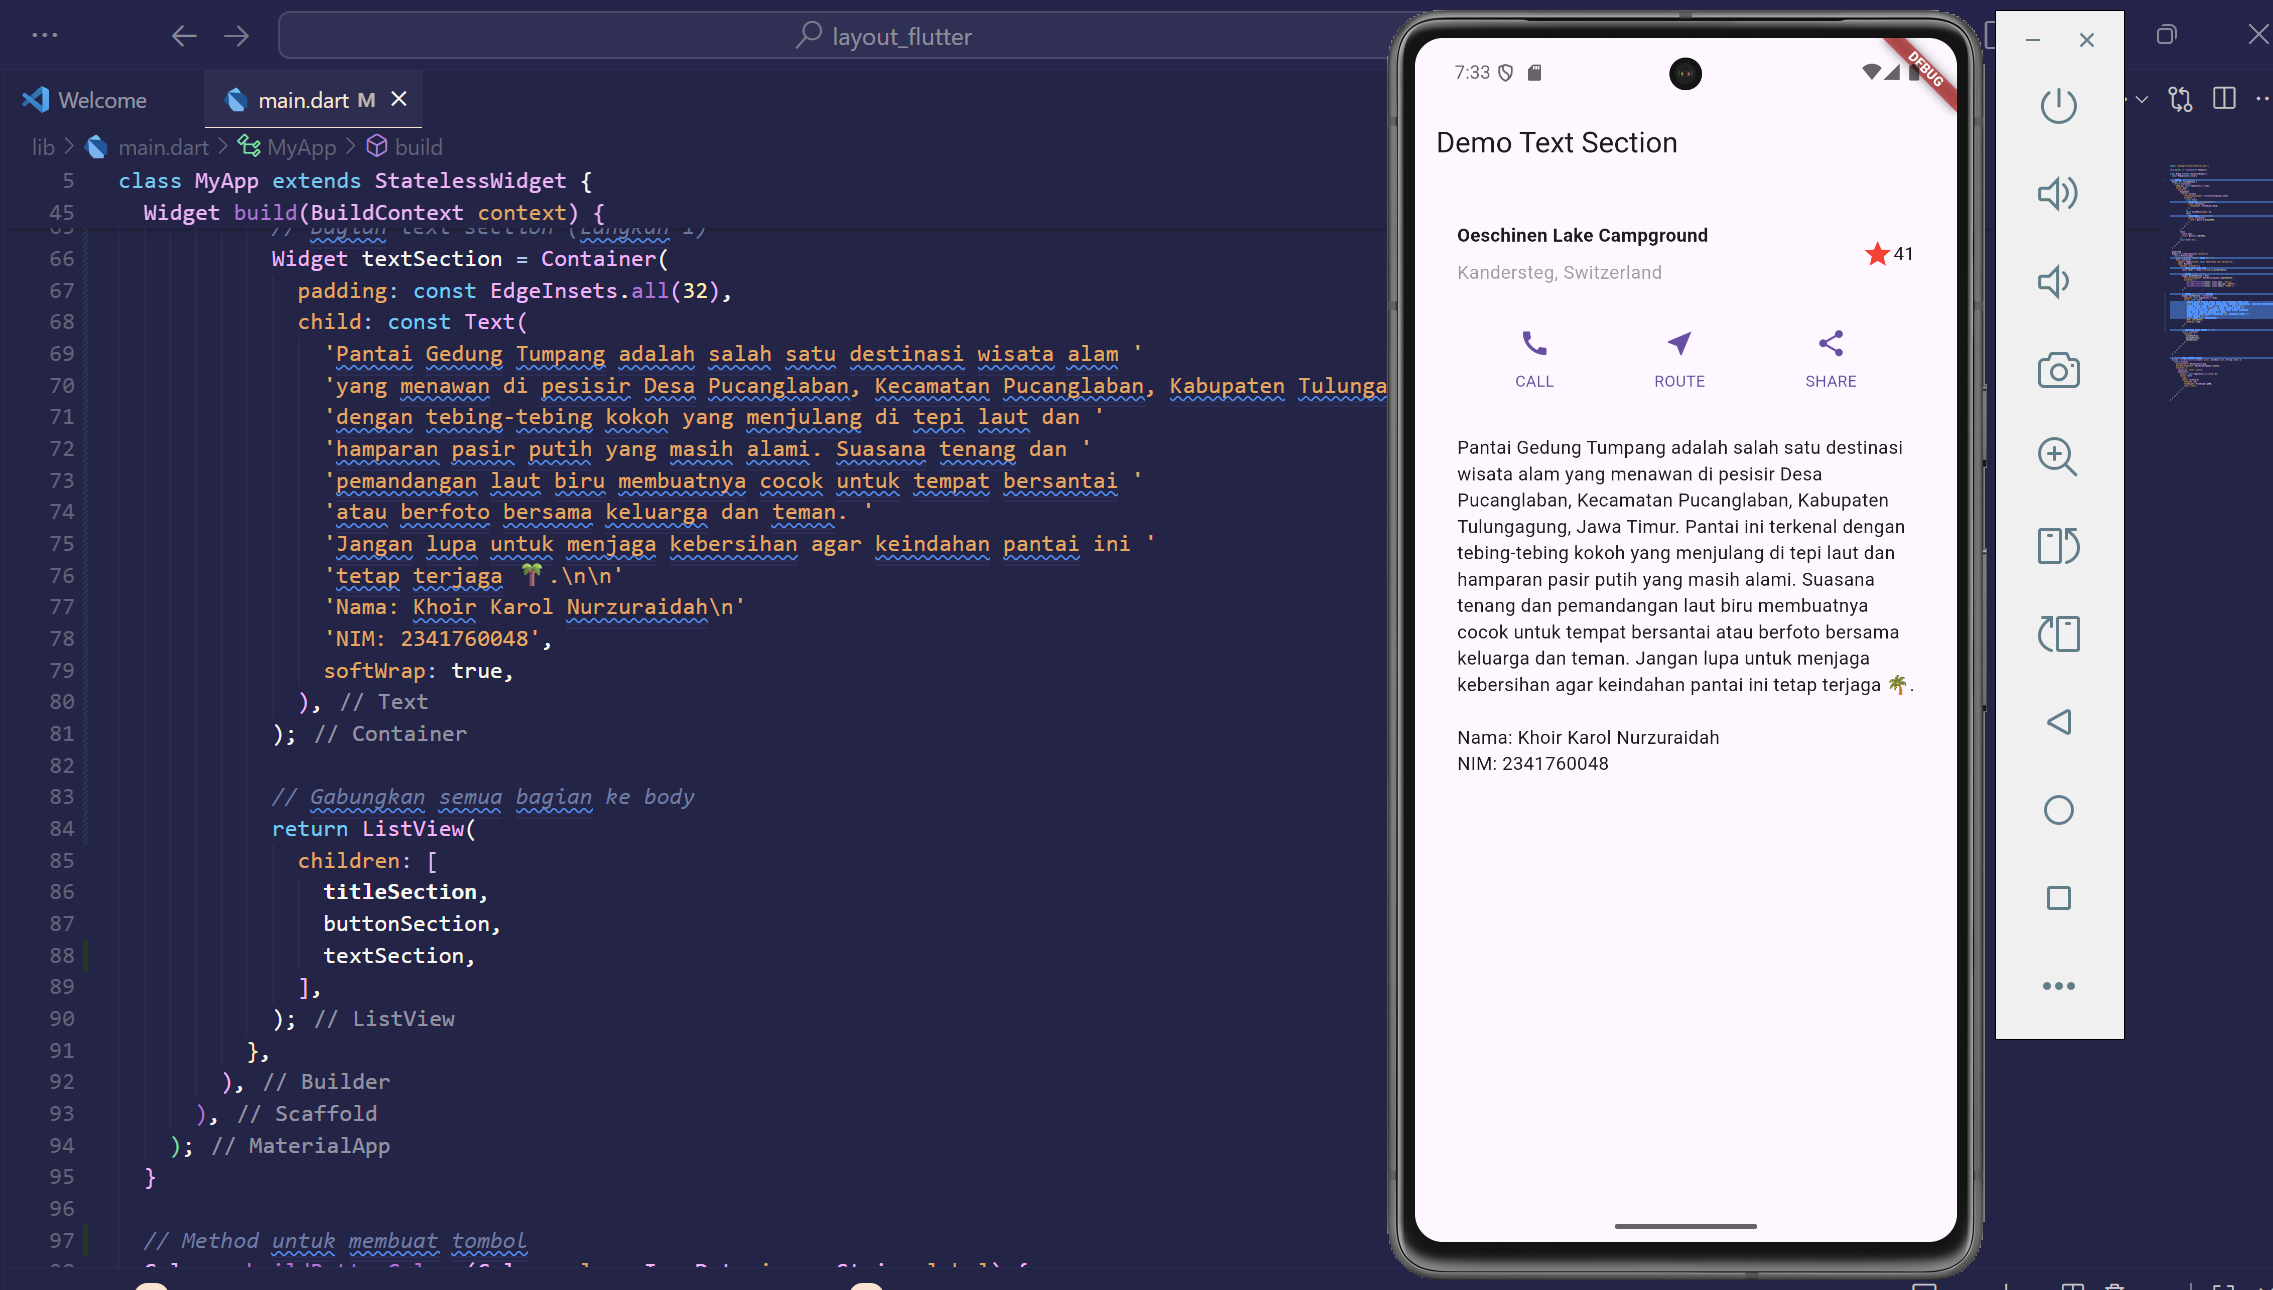 layout_flutter
Welcome
main.dart M
lib > main.dart > MyApp > build
5 class MyApp extends StatelessWidget {
45 Widget build(BuildContext context) {
65 // Bagian text section (Langkah 1)
66 Widget textSection = Container(
67 padding: const EdgeInsets.all(32),
68 child: const Text(
69 'Pantai Gedung Tumpang adalah salah satu destinasi wisata alam '
70 'yang menawan di pesisir Desa Pucanglaban, Kecamatan Pucanglaban, Kabupaten Tulunga
71 'dengan tebing-tebing kokoh yang menjulang di tepi laut dan '
72 'hamparan pasir putih yang masih alami. Suasana tenang dan '
73 'pemandangan laut biru membuatnya cocok untuk tempat bersantai '
74 'atau berfoto bersama keluarga dan teman. '
75 'Jangan lupa untuk menjaga kebersihan agar keindahan pantai ini '
76 'tetap terjaga 🌴.\n\n'
77 'Nama: Khoir Karol Nurzuraidah\n'
78 'NIM: 2341760048',
79 softWrap: true,
80 ), // Text
81 ); // Container
82
83 // Gabungkan semua bagian ke body
84 return ListView(
85 children: [
86 titleSection,
87 buttonSection,
88 textSection,
89 ],
90 ); // ListView
91 },
92 ), // Builder
93 ), // Scaffold
94 ); // MaterialApp
95 }
96
97 // Method untuk membuat tombol
7:33
DEBUG
Demo Text Section
Oeschinen Lake Campground
Kandersteg, Switzerland
41
CALL
ROUTE
SHARE
Pantai Gedung Tumpang adalah salah satu destinasi
wisata alam yang menawan di pesisir Desa
Pucanglaban, Kecamatan Pucanglaban, Kabupaten
Tulungagung, Jawa Timur. Pantai ini terkenal dengan
tebing-tebing kokoh yang menjulang di tepi laut dan
hamparan pasir putih yang masih alami. Suasana
tenang dan pemandangan laut biru membuatnya
cocok untuk tempat bersantai atau berfoto bersama
keluarga dan teman. Jangan lupa untuk menjaga
kebersihan agar keindahan pantai ini tetap terjaga 🌴.
Nama: Khoir Karol Nurzuraidah
NIM: 2341760048